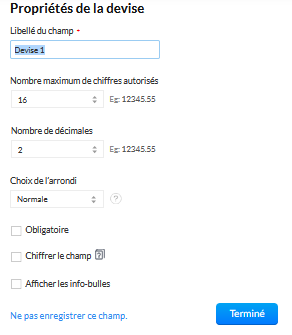 Propriétés de la devise
Libellé du champ •
Devise 1
Nombre maximum de chiffres autorisés
16 Eg: 12345.55
Nombre de décimales
2 Eg: 12345.55
Choix de l'arrondi
Normale ?
Obligatoire
Chiffrer le champ ?
Afficher les info-bulles
Ne pas enregistrer ce champ. Terminé